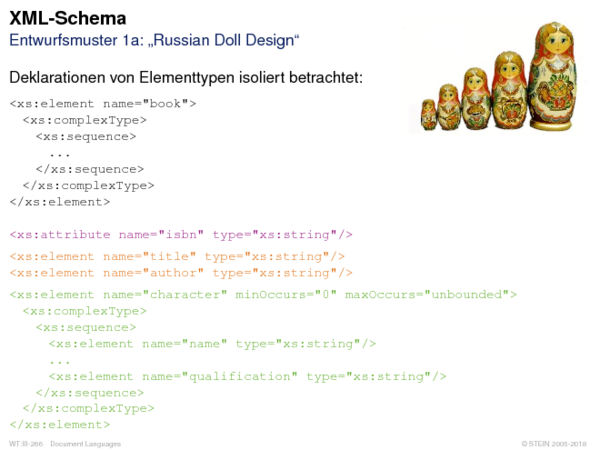 XML-Schema
Entwurfsmuster 1a: „Russian Doll Design“
Deklarationen von Elementtypen isoliert betrachtet:
<xs:element name="book">
<xs:complexType>
<xs:sequence>
...
</xs:sequence>
</xs:complexType>
</xs:element>
<xs:attribute name="isbn" type="xs:string"/>
<xs:element name="title" type="xs:string"/>
<xs:element name="author" type="xs:string"/>
<xs:element name="character" minOccurs="0" maxOccurs="unbounded">
<xs:complexType>
<xs:sequence>
<xs:element name="name" type="xs:string"/>
...
<xs:element name="qualification" type="xs:string"/>
</xs:sequence>
</xs:complexType>
</xs:element>
WT:III-266 Document Languages
© STEIN 2005-2018